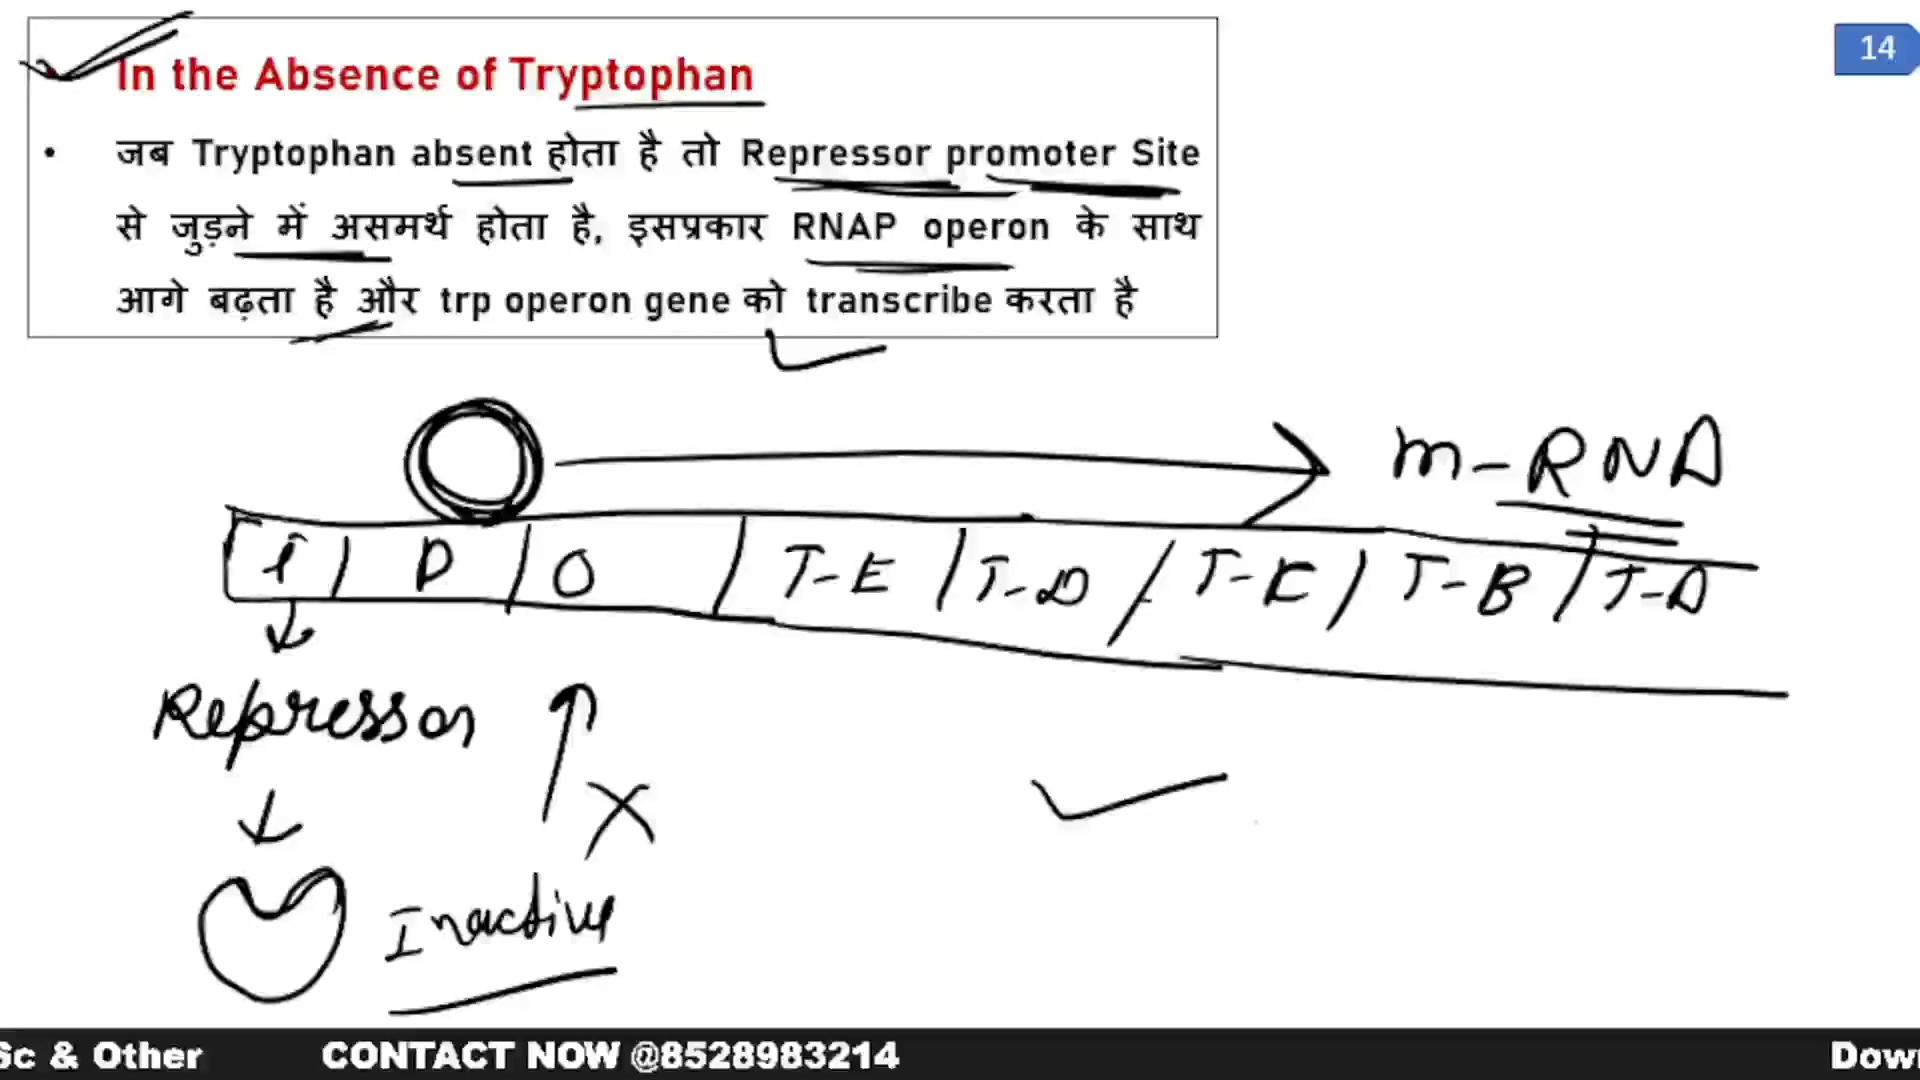 14
In the Absence of Tryptophan
• जब Tryptophan absent होता है तो Repressor promoter Site
से जुड़ने में असमर्थ होता है, इसप्रकार RNAP operon के साथ
आगे बढ़ता है और trp operon gene को transcribe करता है
m-RNA
P O T-E T-D T-C T-B T-A
Repressor
Inactive
Sc & Other CONTACT NOW @8528983214 Down